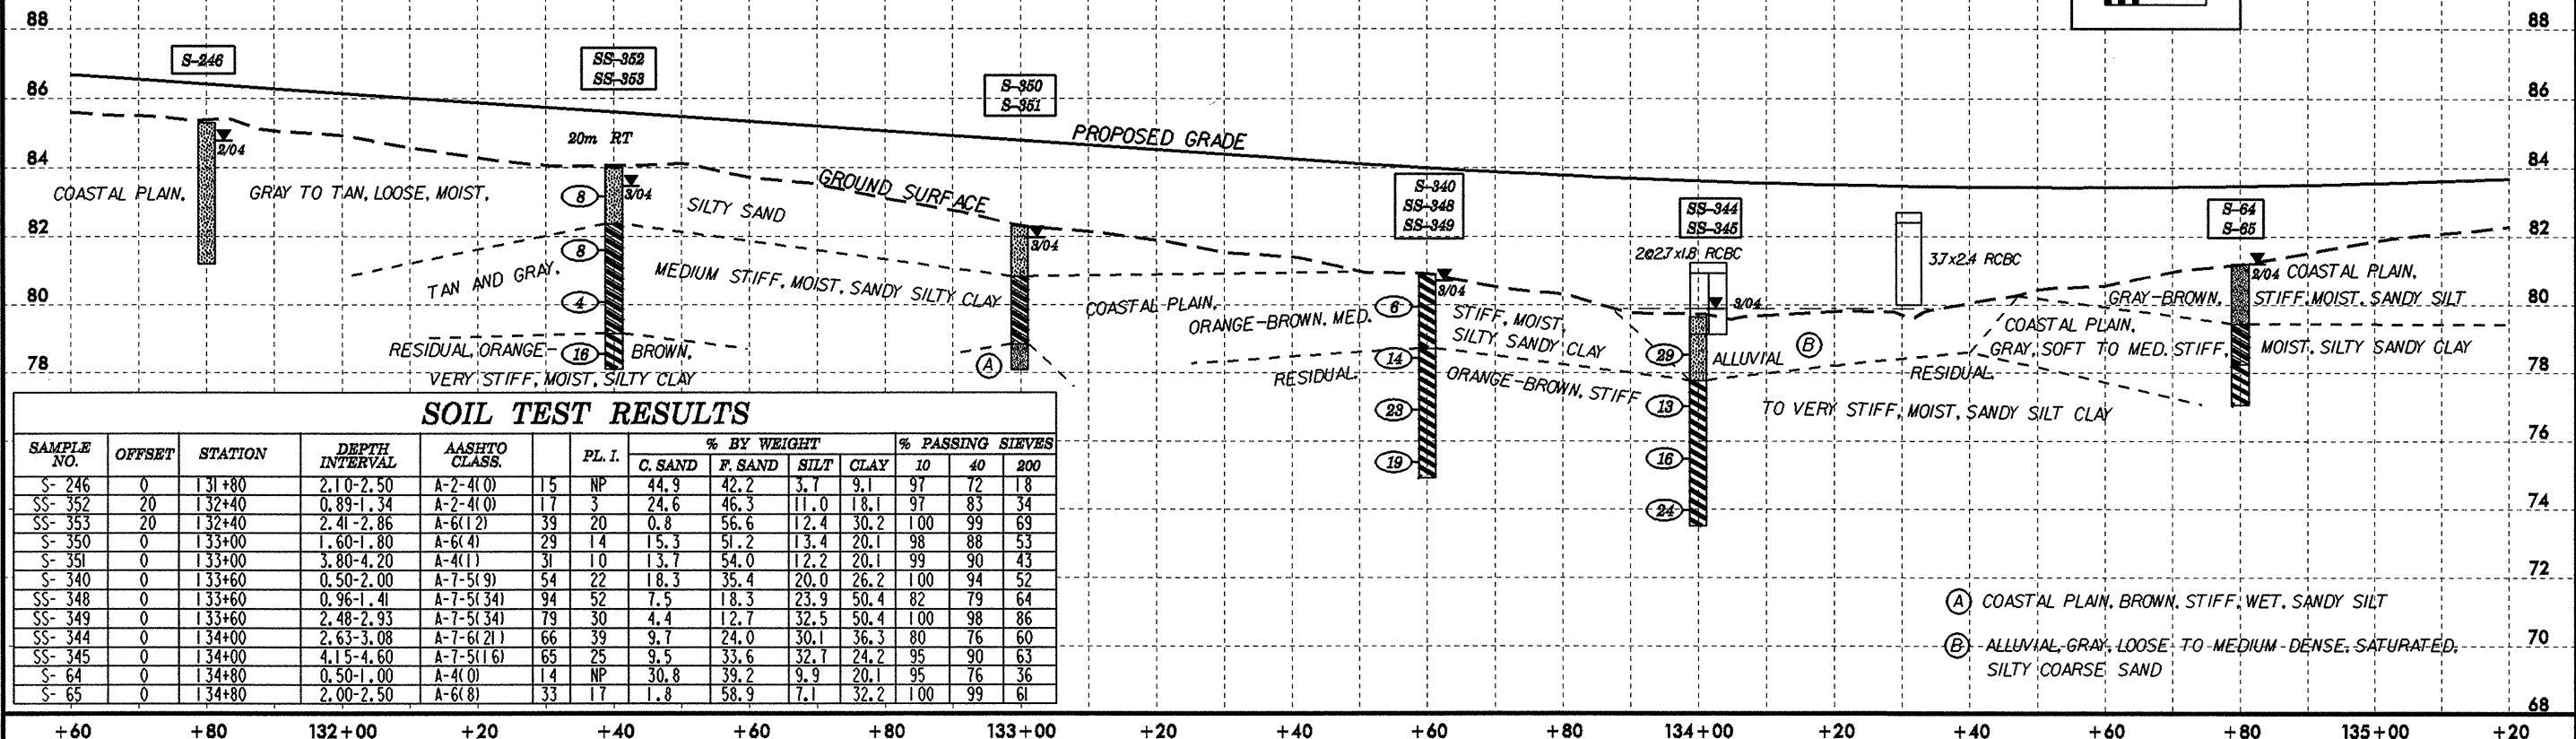 88 88
S-246
SS-352
SS-353
86 86
S-350
S-351
20m RT
PROPOSED GRADE
2/04
84 84
GROUND SURFACE
COASTAL PLAIN, GRAY TO TAN, LOOSE, MOIST,
8
3/04
SILTY SAND
S-340
SS-348
SS-349
SS-344
SS-345
S-64
S-65
82 82
3/04
2@2.7x1.8 RCBC
3.7x2.4 RCBC
8
TAN AND GRAY, MEDIUM STIFF, MOIST, SANDY SILTY CLAY
3/04
3/04
2/04 COASTAL PLAIN,
GRAY-BROWN, STIFF, MOIST, SANDY SILT
80 80
4
COASTAL PLAIN,
ORANGE-BROWN, MED. 6 STIFF, MOIST,
SILTY SANDY CLAY
COASTAL PLAIN,
GRAY, SOFT TO MED. STIFF, MOIST, SILTY SANDY CLAY
RESIDUAL, ORANGE- 16 BROWN,
VERY STIFF, MOIST, SILTY CLAY
A
14
29 ALLUVIAL B
78 78
RESIDUAL, ORANGE-BROWN, STIFF
RESIDUAL,
TO VERY STIFF, MOIST, SANDY SILT CLAY
23
13
76 76
19
16
74 74
24
72 72
70 70
68
SOIL TEST RESULTS
SAMPLE NO. OFFSET STATION DEPTH INTERVAL AASHTO CLASS. PL. I. % BY WEIGHT % PASSING SIEVES
C. SAND F. SAND SILT CLAY 10 40 200
S- 246 0 131+80 2.10-2.50 A-2-4(0) 15 NP 44.9 42.2 3.7 9.1 97 72 18
SS- 352 20 132+40 0.89-1.34 A-2-4(0) 17 3 24.6 46.3 11.0 18.1 97 83 34
SS- 353 20 132+40 2.41-2.86 A-6(12) 39 20 0.8 56.6 12.4 30.2 100 99 69
S- 350 0 133+00 1.60-1.80 A-6(4) 29 14 15.3 51.2 13.4 20.1 98 88 53
S- 351 0 133+00 3.80-4.20 A-4(1) 31 10 13.7 54.0 12.2 20.1 99 90 43
S- 340 0 133+60 0.50-2.00 A-7-5(9) 54 22 18.3 35.4 20.0 26.2 100 94 52
SS- 348 0 133+60 0.96-1.41 A-7-5(34) 94 52 7.5 18.3 23.9 50.4 82 79 64
SS- 349 0 133+60 2.48-2.93 A-7-5(34) 79 30 4.4 12.7 32.5 50.4 100 98 86
SS- 344 0 134+00 2.63-3.08 A-7-6(21) 66 39 9.7 24.0 30.1 36.3 80 76 60
SS- 345 0 134+00 4.15-4.60 A-7-5(16) 65 25 9.5 33.6 32.7 24.2 95 90 63
S- 64 0 134+80 0.50-1.00 A-4(0) 14 NP 30.8 39.2 9.9 20.1 95 76 36
S- 65 0 134+80 2.00-2.50 A-6(8) 33 17 1.8 58.9 7.1 32.2 100 99 61
A COASTAL PLAIN, BROWN, STIFF, WET, SANDY SILT
B ALLUVIAL, GRAY, LOOSE TO MEDIUM DENSE, SATURATED,
SILTY COARSE SAND
+60 +80 132+00 +20 +40 +60 +80 133+00 +20 +40 +60 +80 134+00 +20 +40 +60 +80 135+00 +20